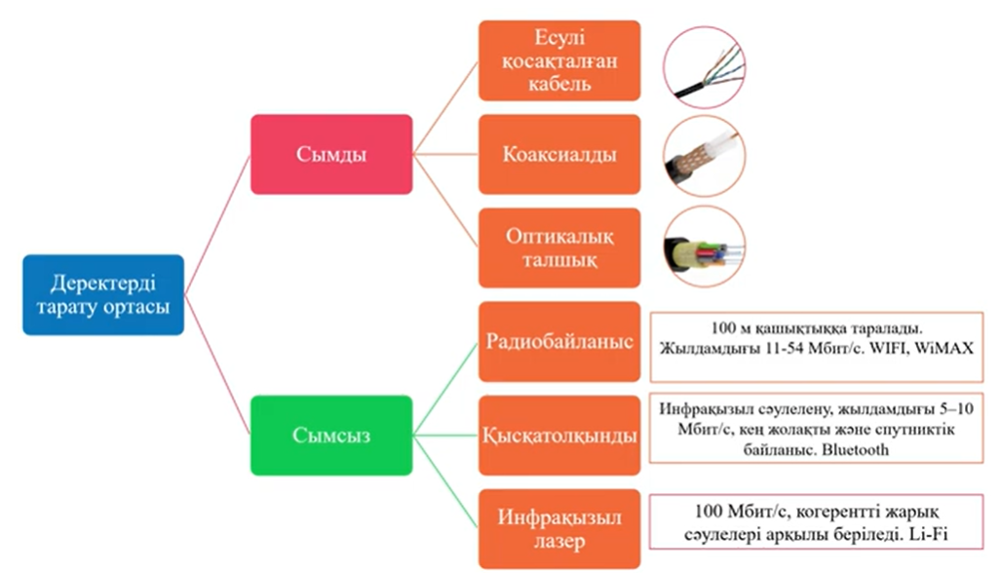 Есулі
қосақталған
кабель
Сымды
Коаксиалды
Оптикалық
талшық
Деректерді
тарату ортасы
Радиобайланыс
100 м қашықтыққа таралады.
Жылдамдығы 11-54 Мбит/с. WIFI, WiMAX
Сымсыз
Қысқатолқынды
Инфрақызыл сәулелену, жылдамдығы 5–10
Мбит/с, кең жолақты және спутниктік
байланыс. Bluetooth
Инфрақызыл
лазер
100 Мбит/с, когерентті жарық
сәулелері арқылы беріледі. Li-Fi